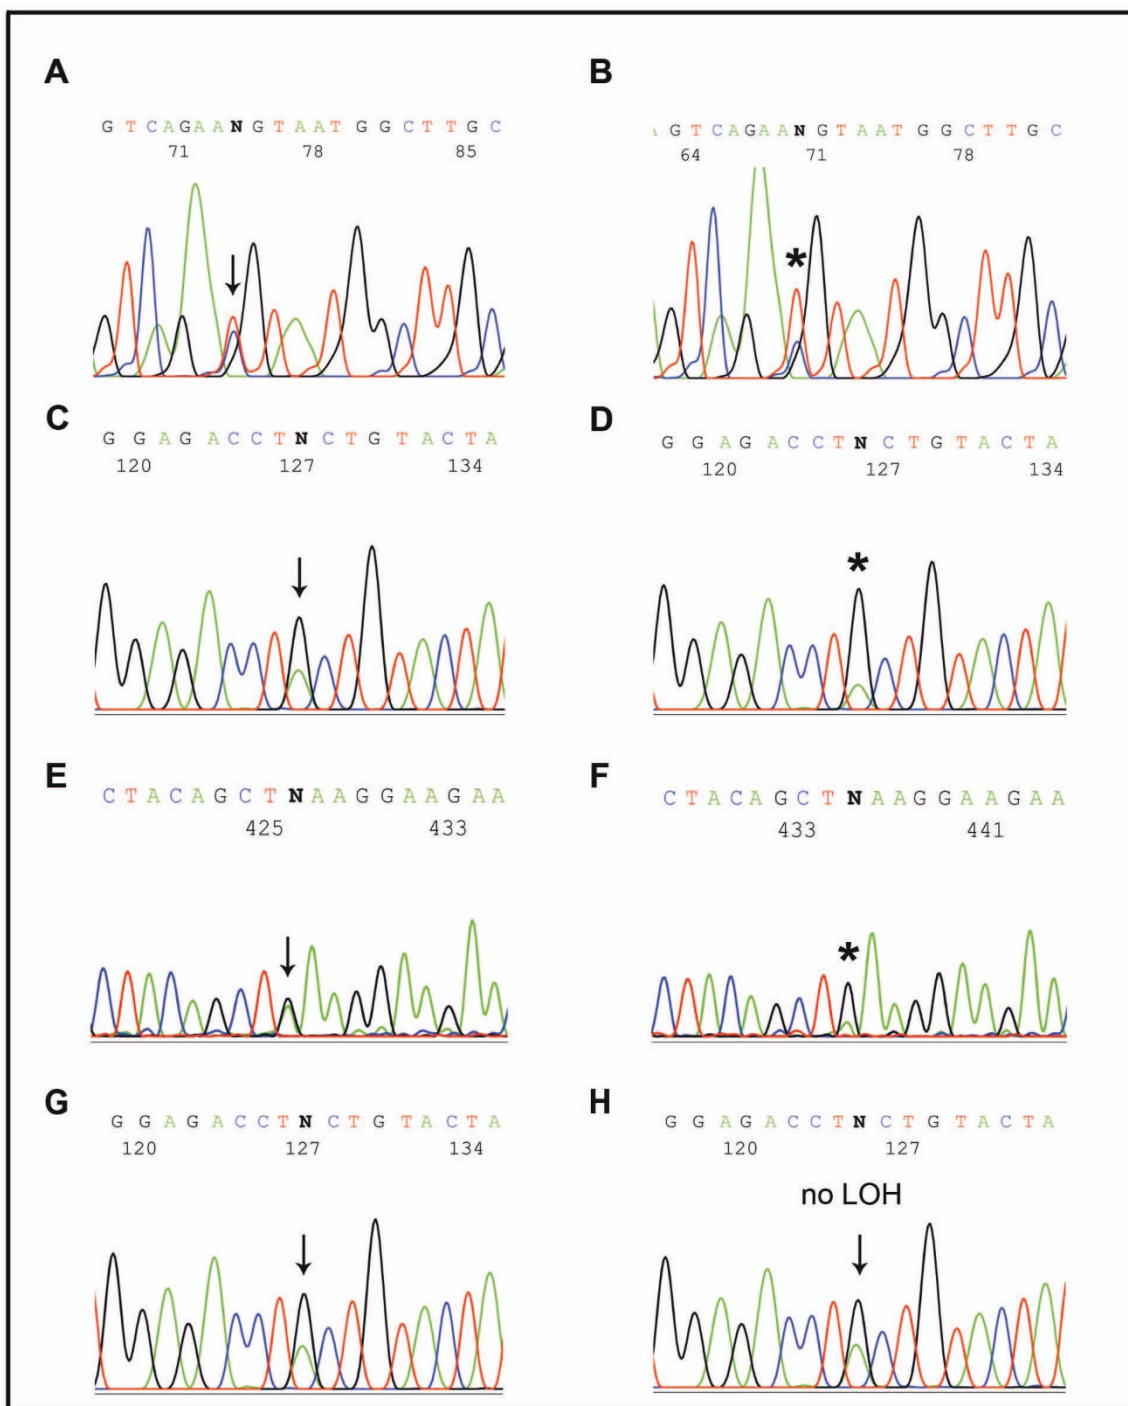 A
G T C A G A A N G T A A T G G C T T G C
71 78 85
B
A G T C A G A A N G T A A T G G C T T G C
64 71 78
*
C
G G A G A C C T N C T G T A C T A
120 127 134
D
G G A G A C C T N C T G T A C T A
120 127 134
*
E
C T A C A G C T N A A G G A A G A A
425 433
F
C T A C A G C T N A A G G A A G A A
433 441
*
G
G G A G A C C T N C T G T A C T A
120 127 134
H
G G A G A C C T N C T G T A C T A
120 127
no LOH